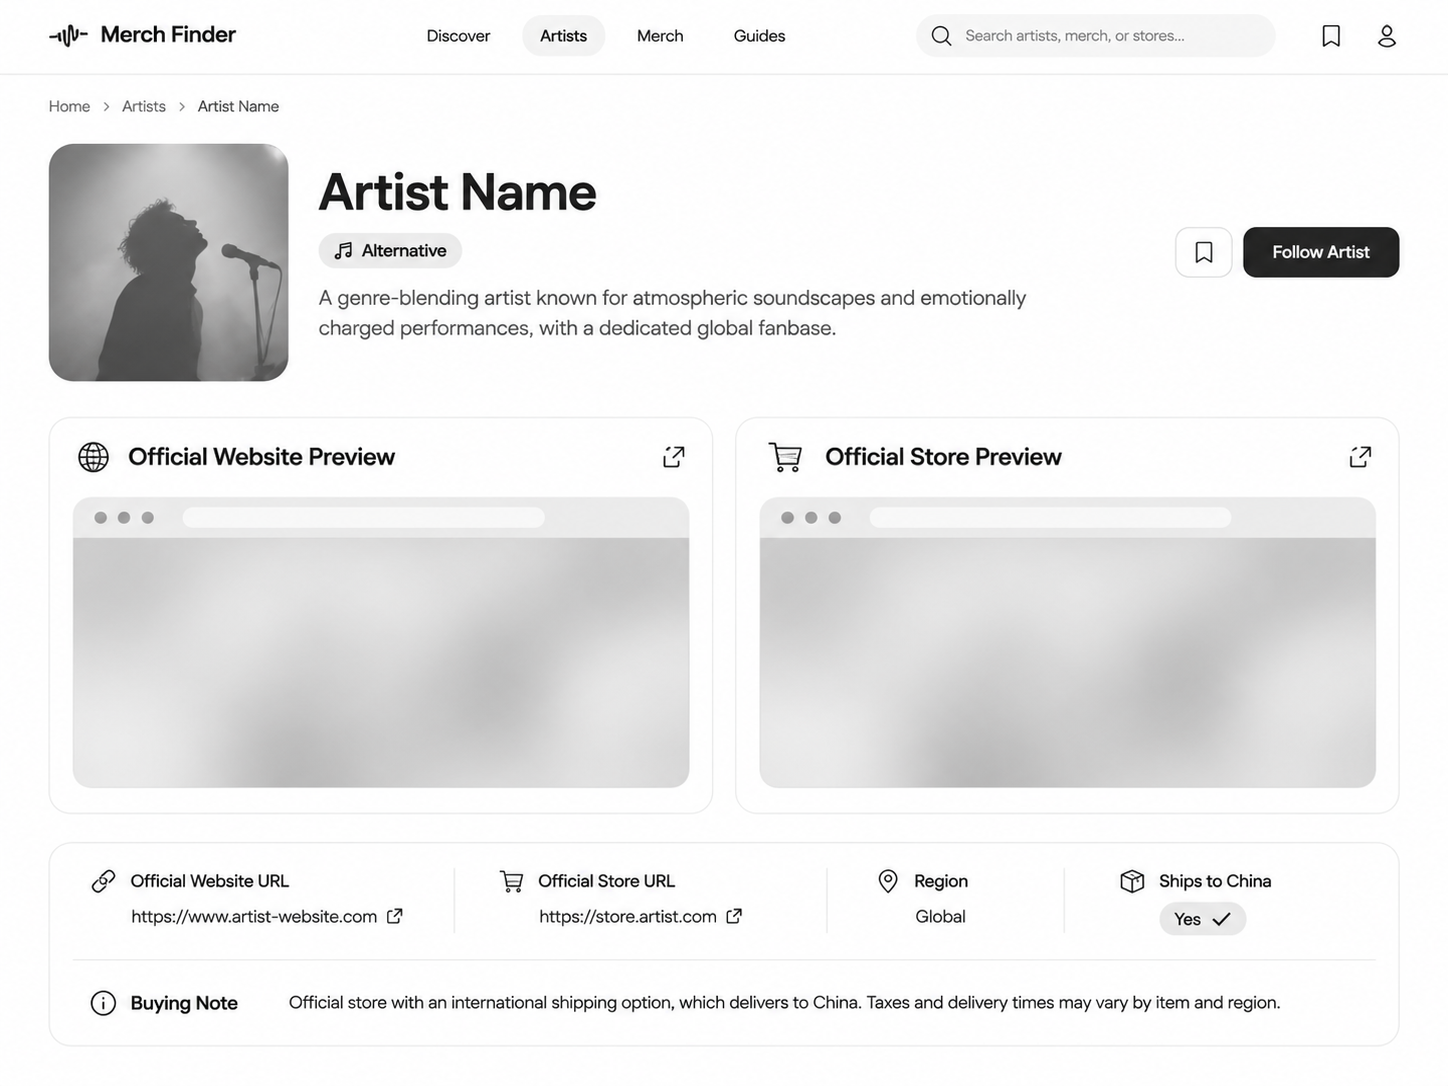 Merch Finder
Discover
Artists
Merch
Guides
Search artists, merch, or stores...
Home > Artists > Artist Name
Artist Name
Alternative
A genre-blending artist known for atmospheric soundscapes and emotionally
charged performances, with a dedicated global fanbase.
Follow Artist
Official Website Preview
Official Store Preview
Official Website URL
https://www.artist-website.com
Official Store URL
https://store.artist.com
Region
Global
Ships to China
Yes
Buying Note
Official store with an international shipping option, which delivers to China. Taxes and delivery times may vary by item and region.